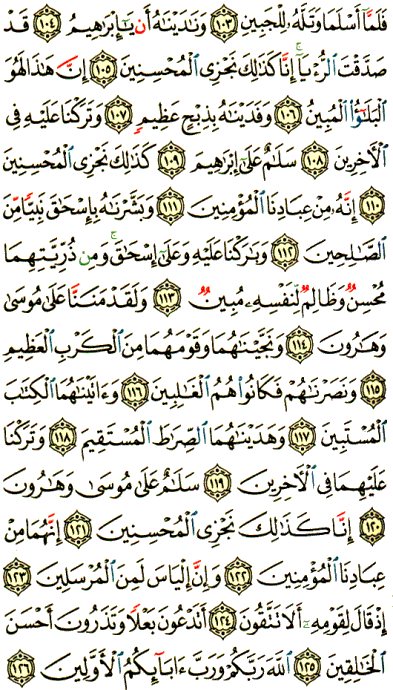 فَلَمَّآ أَسْلَمَا وَتَلَّهُۥ لِلْجَبِينِ ١٠٣ وَنَٰدَيْنَٰهُ أَن يَٰٓإِبْرَٰهِيمُ ١٠٤ قَدْ
صَدَّقْتَ ٱلرُّءْيَآۚ إِنَّا كَذَٰلِكَ نَجْزِى ٱلْمُحْسِنِينَ ١٠٥ إِنَّ هَٰذَا لَهُوَ
ٱلْبَلَٰٓؤُا۟ ٱلْمُبِينُ ١٠٦ وَفَدَيْنَٰهُ بِذِبْحٍ عَظِيمٍ ١٠٧ وَتَرَكْنَا عَلَيْهِ فِى
ٱلْءَاخِرِينَ ١٠٨ سَلَٰمٌ عَلَىٰٓ إِبْرَٰهِيمَ ١٠٩ كَذَٰلِكَ نَجْزِى ٱلْمُحْسِنِينَ
١١٠ إِنَّهُۥ مِنْ عِبَادِنَا ٱلْمُؤْمِنِينَ ١١١ وَبَشَّرْنَٰهُ بِإِسْحَٰقَ نَبِيًّا مِّنَ
ٱلصَّٰلِحِينَ ١١٢ وَبَٰرَكْنَا عَلَيْهِ وَعَلَىٰٓ إِسْحَٰقَۚ وَمِن ذُرِّيَّتِهِمَا
مُحْسِنٌ وَظَالِمٌ لِّنَفْسِهِۦ مُبِينٌ ١١٣ وَلَقَدْ مَنَنَّا عَلَىٰ مُوسَىٰ
وَهَٰرُونَ ١١٤ وَنَجَّيْنَٰهُمَا وَقَوْمَهُمَا مِنَ ٱلْكَرْبِ ٱلْعَظِيمِ
١١٥ وَنَصَرْنَٰهُمْ فَكَانُوا۟ هُمُ ٱلْغَٰلِبِينَ ١١٦ وَءَاتَيْنَٰهُمَا ٱلْكِتَٰبَ
ٱلْمُسْتَبِينَ ١١٧ وَهَدَيْنَٰهُمَا ٱلصِّرَٰطَ ٱلْمُسْتَقِيمَ ١١٨ وَتَرَكْنَا
عَلَيْهِمَا فِى ٱلْءَاخِرِينَ ١١٩ سَلَٰمٌ عَلَىٰ مُوسَىٰ وَهَٰرُونَ
١٢٠ إِنَّا كَذَٰلِكَ نَجْزِى ٱلْمُحْسِنِينَ ١٢١ إِنَّهُمَا مِنْ
عِبَادِنَا ٱلْمُؤْمِنِينَ ١٢٢ وَإِنَّ إِلْيَاسَ لَمِنَ ٱلْمُرْسَلِينَ ١٢٣
إِذْ قَالَ لِقَوْمِهِۦٓ أَلَا تَتَّقُونَ ١٢٤ أَتَدْعُونَ بَعْلًا وَتَذَرُونَ أَحْسَنَ
ٱلْخَٰلِقِينَ ١٢٥ ٱللَّهَ رَبَّكُمْ وَرَبَّ ءَابَآئِكُمُ ٱلْأَوَّلِينَ ١٢٦